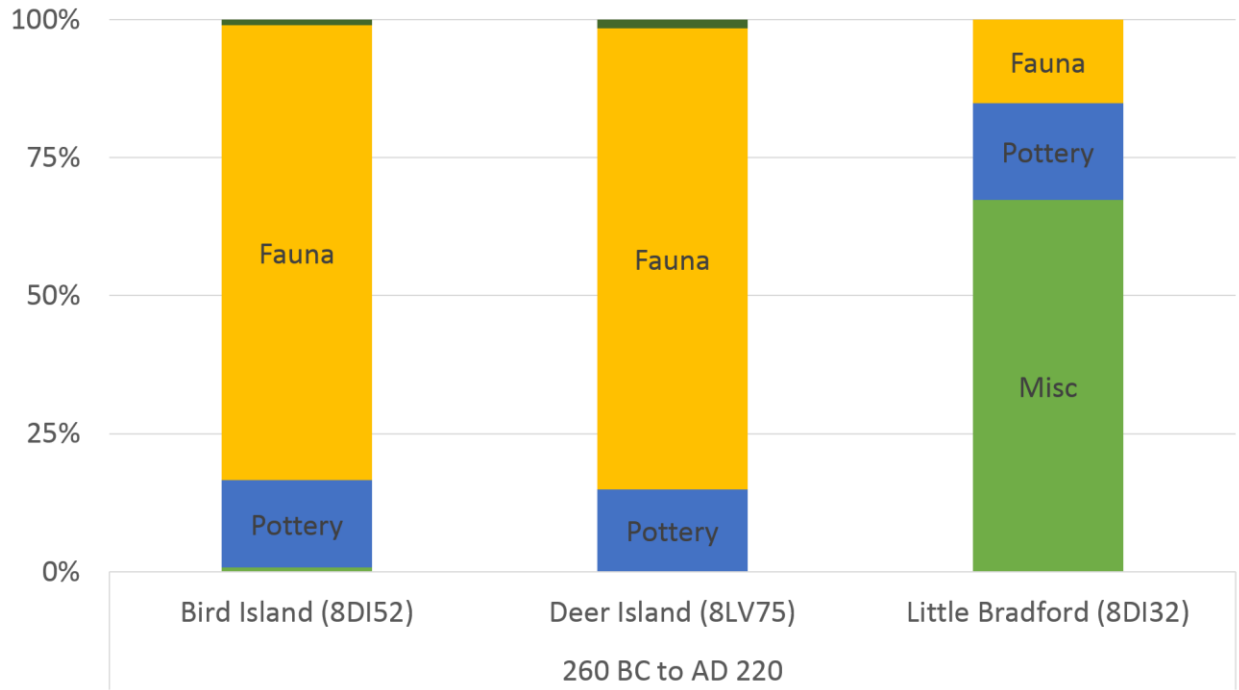 100%
Fauna
75%
Pottery
Fauna
Fauna
50%
Misc
25%
Pottery
Pottery
0%
Bird Island (8DI52) Deer Island (8LV75) Little Bradford (8DI32)
260 BC to AD 220